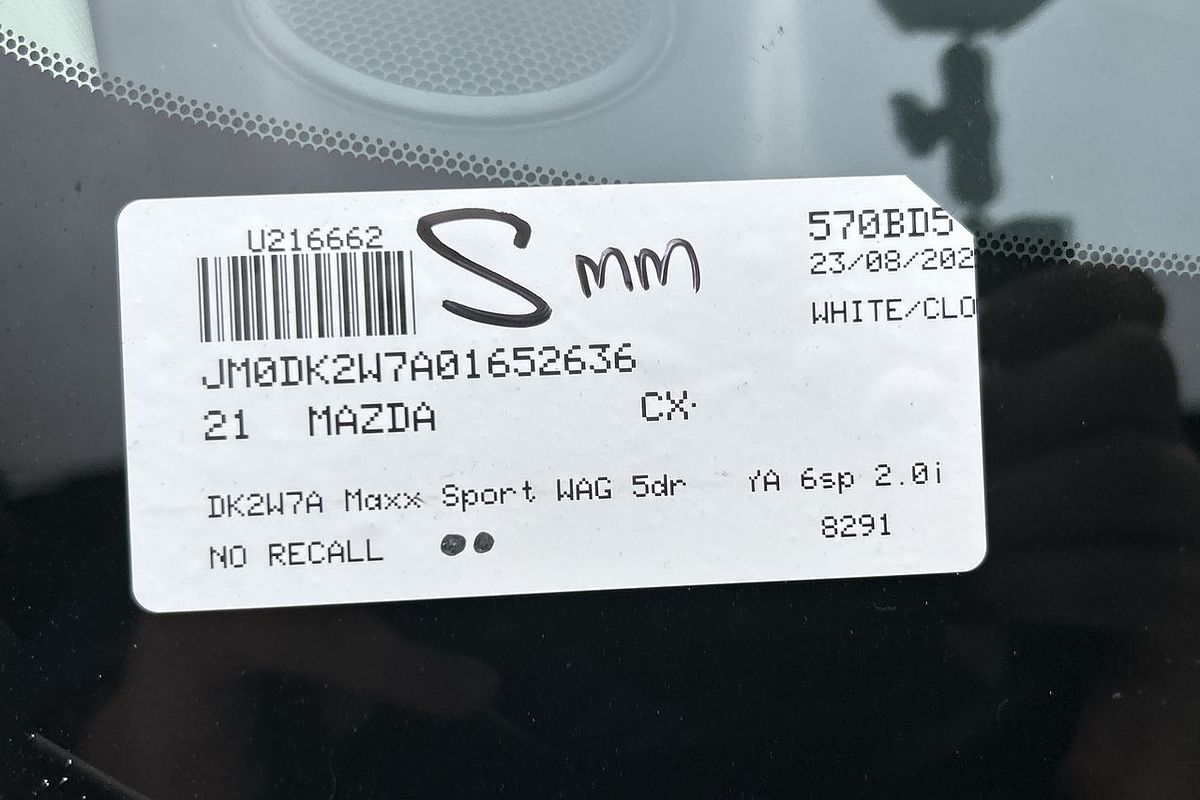 U216662
S mm
570BD5
23/08/202
WHITE/CLO
JM0DK2W7A01652636
21 MAZDA CX-
DK2W7A Maxx Sport WAG 5dr /A 6sp 2.0i
NO RECALL 8291